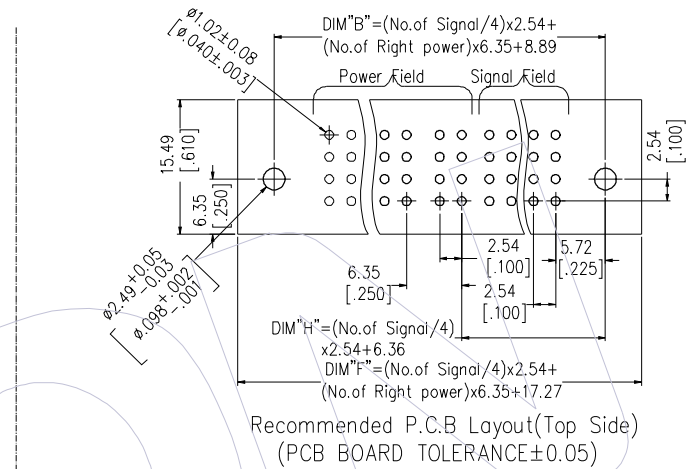 ø1.02±0.08
[ø.040±.003]
DIM"B"=(No.of Signal/4)x2.54+
(No.of Right power)x6.35+8.89
Power Field
Signal Field
15.49
[.610]
6.35
[.250]
2.54
[.100]
ø2.49+0.05
-0.03
[ø.098+.002
-.001]
6.35
[.250]
2.54
[.100]
5.72
[.225]
2.54
[.100]
DIM"H"=(No.of Signal/4)
x2.54+6.36
DIM"F"=(No.of Signal/4)x2.54+
(No.of Right power)x6.35+17.27
Recommended P.C.B Layout(Top Side)
(PCB BOARD TOLERANCE±0.05)